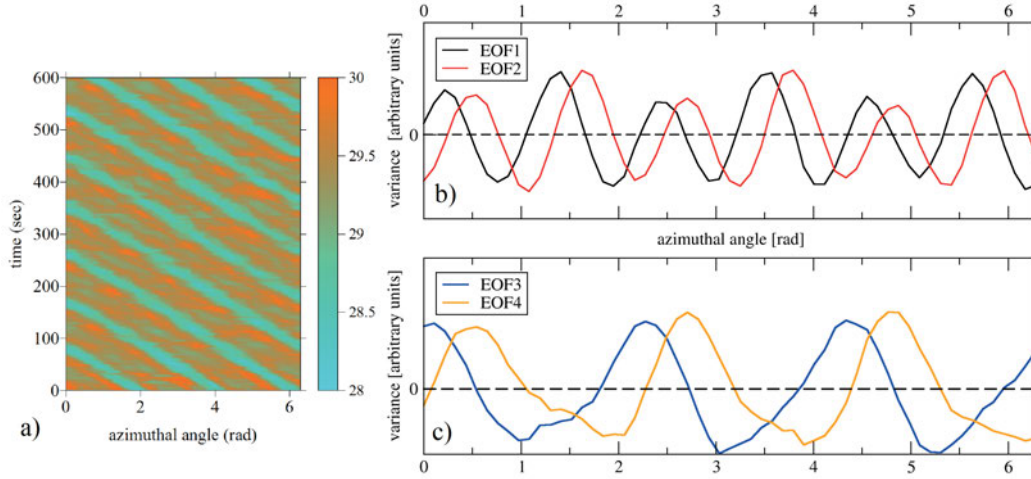 600
500
400
300
200
100
0
time (sec)
0 2 4 6
azimuthal angle (rad)
a)
30
29.5
29
28.5
28
0 1 2 3 4 5 6
EOF1
EOF2
variance [arbitrary units]
0
b)
azimuthal angle [rad]
EOF3
EOF4
variance [arbitrary units]
0
c)
0 1 2 3 4 5 6